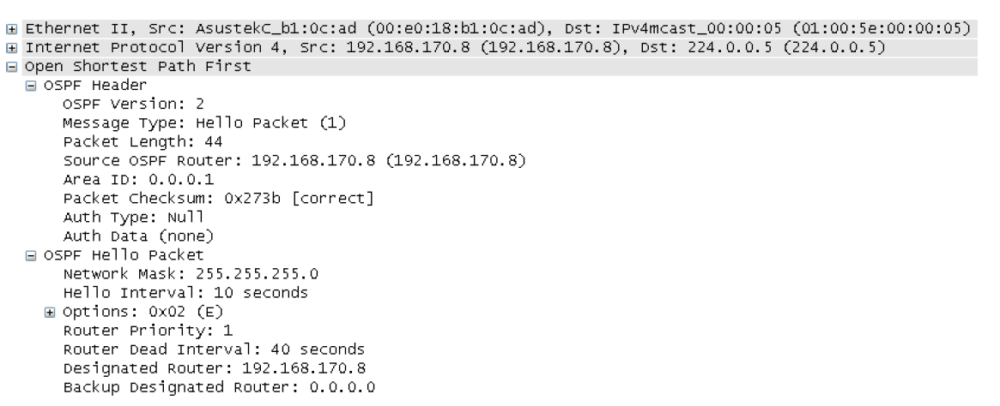 Ethernet II, Src: AsustekC_b1:0c:ad (00:e0:18:b1:0c:ad), Dst: IPv4mcast_00:00:05 (01:00:5e:00:00:05)
Internet Protocol Version 4, Src: 192.168.170.8 (192.168.170.8), Dst: 224.0.0.5 (224.0.0.5)
Open Shortest Path First
OSPF Header
OSPF Version: 2
Message Type: Hello Packet (1)
Packet Length: 44
Source OSPF Router: 192.168.170.8 (192.168.170.8)
Area ID: 0.0.0.1
Packet Checksum: 0x273b [correct]
Auth Type: Null
Auth Data (none)
OSPF Hello Packet
Network Mask: 255.255.255.0
Hello Interval: 10 seconds
Options: 0x02 (E)
Router Priority: 1
Router Dead Interval: 40 seconds
Designated Router: 192.168.170.8
Backup Designated Router: 0.0.0.0